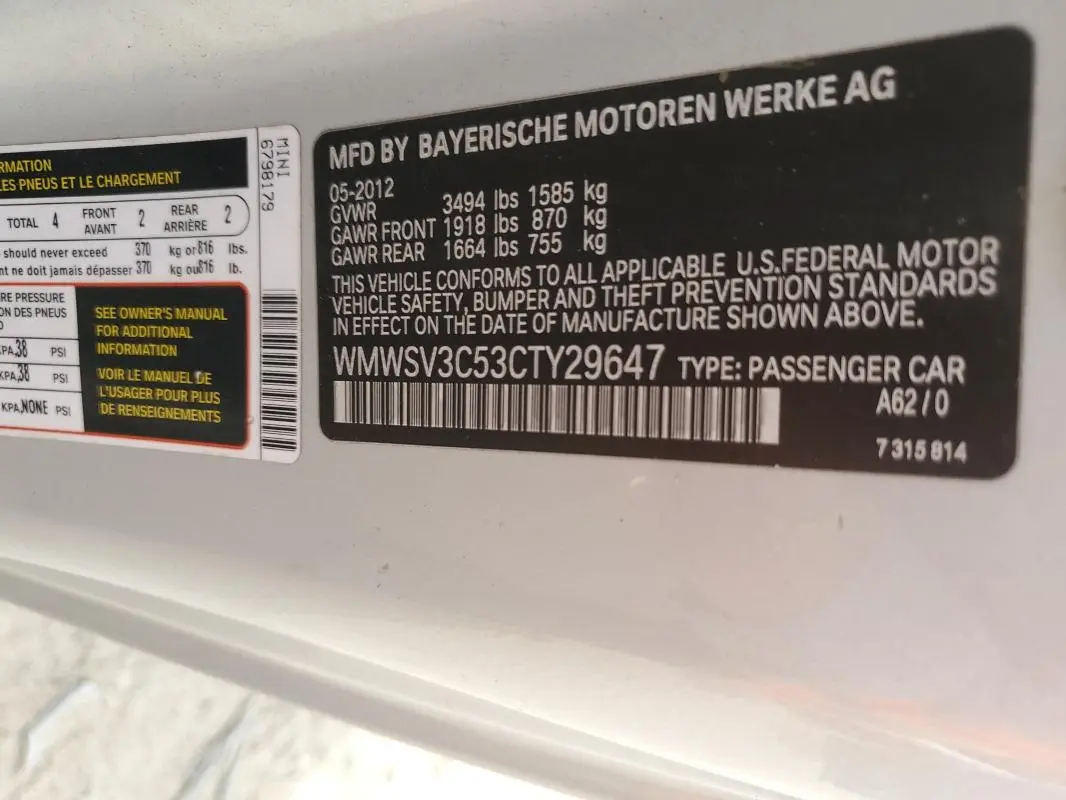 RMATION
LES PNEUS ET LE CHARGEMENT
TOTAL 4 FRONT AVANT 2 REAR ARRIÈRE 2
should never exceed 370 kg or 816 lbs.
nt ne doit jamais dépasser 370 kg ou 816 lb.
RE PRESSURE
ON DES PNEUS
KPA,38 PSI
KPA,38 PSI
KPA,NONE PSI
SEE OWNER'S MANUAL
FOR ADDITIONAL
INFORMATION
VOIR LE MANUEL DE
L'USAGER POUR PLUS
DE RENSEIGNEMENTS
MINI
6798179
MFD BY BAYERISCHE MOTOREN WERKE AG
05-2012
GVWR 3494 lbs 1585 kg
GAWR FRONT 1918 lbs 870 kg
GAWR REAR 1664 lbs 755 kg
THIS VEHICLE CONFORMS TO ALL APPLICABLE U.S.FEDERAL MOTOR
VEHICLE SAFETY, BUMPER AND THEFT PREVENTION STANDARDS
IN EFFECT ON THE DATE OF MANUFACTURE SHOWN ABOVE.
WMWSV3C53CTY29647 TYPE: PASSENGER CAR
A62/0
7 315 814